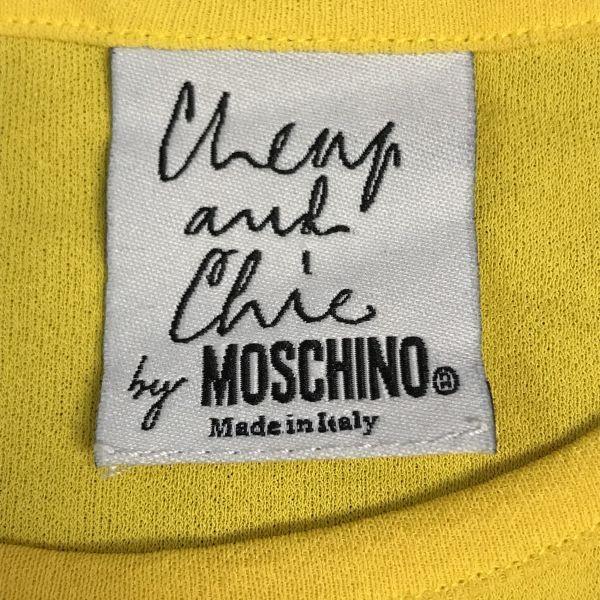 Cheap
and
Chic
by MOSCHINO®
Made in Italy